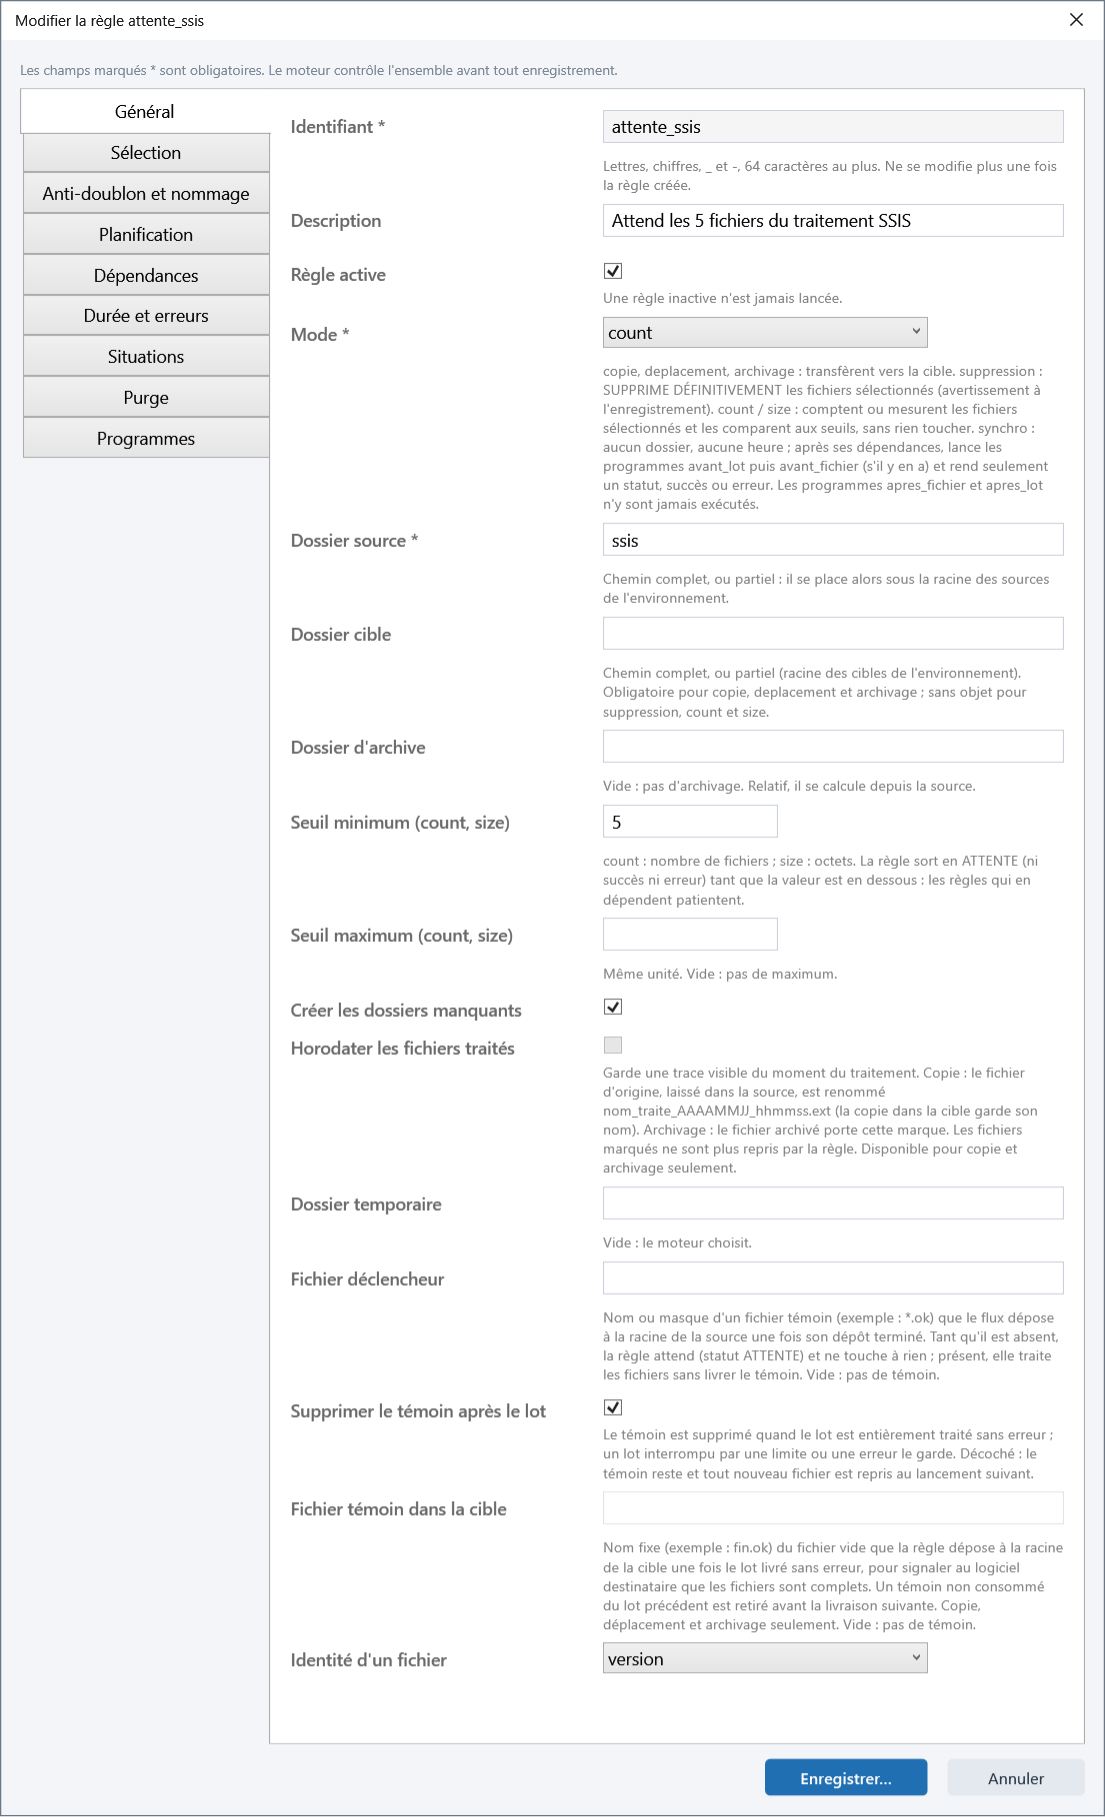 Modifier la règle attente_ssis
Les champs marqués * sont obligatoires. Le moteur contrôle l'ensemble avant tout enregistrement.
Général
Sélection
Anti-doublon et nommage
Planification
Dépendances
Durée et erreurs
Situations
Purge
Programmes
Identifiant *
attente_ssis
Lettres, chiffres, _ et -, 64 caractères au plus. Ne se modifie plus une fois
la règle créée.
Description
Attend les 5 fichiers du traitement SSIS
Règle active
Une règle inactive n'est jamais lancée.
Mode *
count
copie, deplacement, archivage : transfèrent vers la cible. suppression :
SUPPRIME DÉFINITIVEMENT les fichiers sélectionnés (avertissement à
l'enregistrement). count / size : comptent ou mesurent les fichiers
sélectionnés et les comparent aux seuils, sans rien toucher. synchro :
aucun dossier, aucune heure ; après ses dépendances, lance les
programmes avant_lot puis avant_fichier (s'il y en a) et rend seulement
un statut, succès ou erreur. Les programmes apres_fichier et apres_lot
n'y sont jamais exécutés.
Dossier source *
ssis
Chemin complet, ou partiel : il se place alors sous la racine des sources
de l'environnement.
Dossier cible
Chemin complet, ou partiel (racine des cibles de l'environnement).
Obligatoire pour copie, deplacement et archivage ; sans objet pour
suppression, count et size.
Dossier d'archive
Vide : pas d'archivage. Relatif, il se calcule depuis la source.
Seuil minimum (count, size)
5
count : nombre de fichiers ; size : octets. La règle sort en ATTENTE (ni
succès ni erreur) tant que la valeur est en dessous : les règles qui en
dépendent patientent.
Seuil maximum (count, size)
Même unité. Vide : pas de maximum.
Créer les dossiers manquants
Horodater les fichiers traités
Garde une trace visible du moment du traitement. Copie : le fichier
d'origine, laissé dans la source, est renommé
nom_traite_AAAAMMJJ_hhmmss.ext (la copie dans la cible garde son
nom). Archivage : le fichier archivé porte cette marque. Les fichiers
marqués ne sont plus repris par la règle. Disponible pour copie et
archivage seulement.
Dossier temporaire
Vide : le moteur choisit.
Fichier déclencheur
Nom ou masque d'un fichier témoin (exemple : *.ok) que le flux dépose
à la racine de la source une fois son dépôt terminé. Tant qu'il est absent,
la règle attend (statut ATTENTE) et ne touche à rien ; présent, elle traite
les fichiers sans livrer le témoin. Vide : pas de témoin.
Supprimer le témoin après le lot
Le témoin est supprimé quand le lot est entièrement traité sans erreur ;
un lot interrompu par une limite ou une erreur le garde. Décoché : le
témoin reste et tout nouveau fichier est repris au lancement suivant.
Fichier témoin dans la cible
Nom fixe (exemple : fin.ok) du fichier vide que la règle dépose à la racine
de la cible une fois le lot livré sans erreur, pour signaler au logiciel
destinataire que les fichiers sont complets. Un témoin non consommé
du lot précédent est retiré avant la livraison suivante. Copie,
déplacement et archivage seulement. Vide : pas de témoin.
Identité d'un fichier
version
Enregistrer...
Annuler